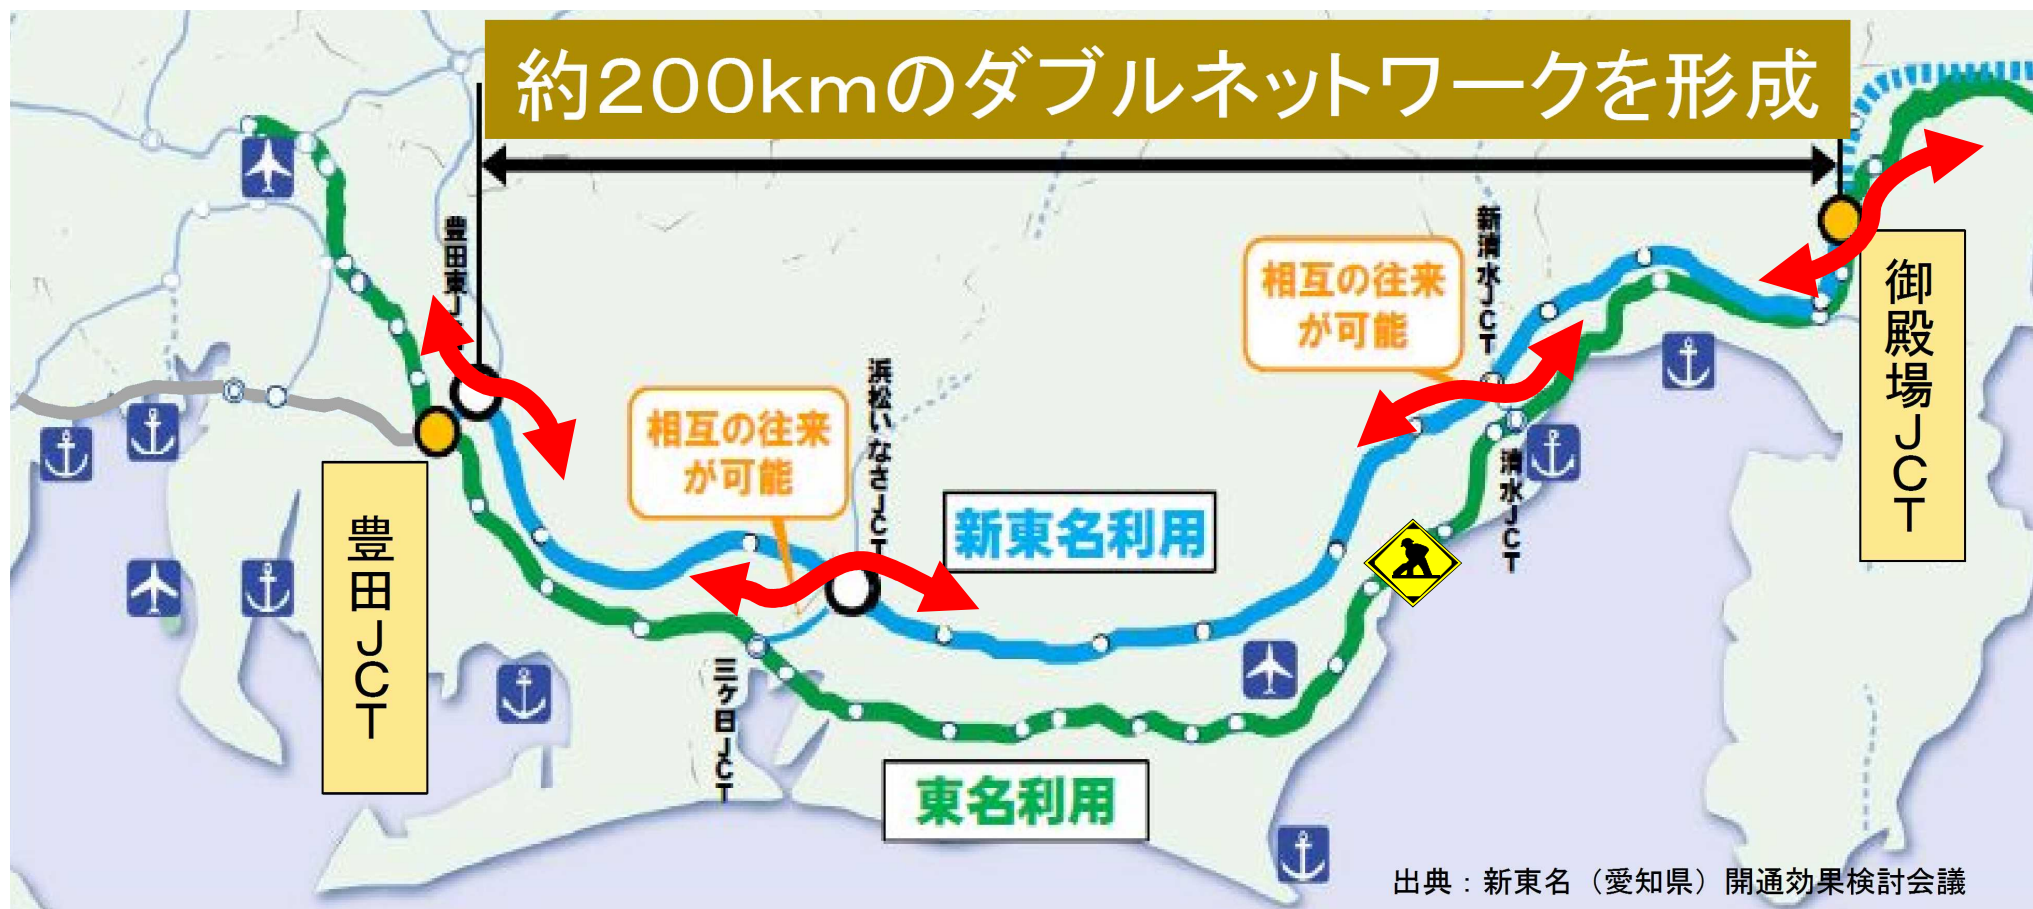 約200kmのダブルネットワークを形成
豊田東J
新清水JCT
相互の往来
が可能
御殿場JCT
浜松いなさJCT
相互の往来
が可能
清水JCT
新東名利用
豊田JCT
三ケ日JCT
東名利用
出典：新東名（愛知県）開通効果検討会議